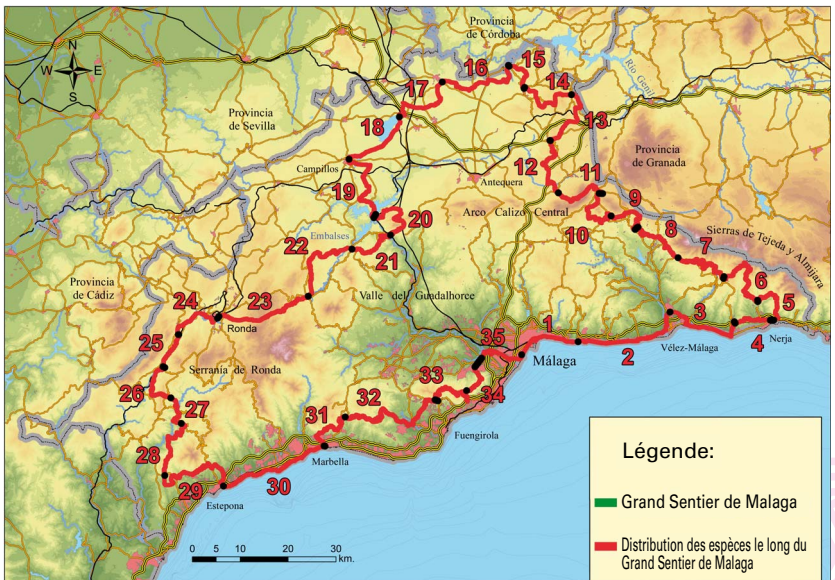 Provincia
de Córdoba
N
W E
S
15
16
14
17
Río Genil
Provincia
de Sevilla
18
13
Provincia
de Granada
Campillos
12
Antequera
11
19
Arco Calizo Central
9
20
10
8
Sierras de Tejeda y Almijara
Embalses
22
21
7
Provincia
de Cádiz
6
24
23
Valle del Guadalhorce
5
Ronda
3
1
35
Nerja
4
25
Málaga
2
Vélez-Málaga
Serranía de Ronda
33
26
32
34
27
31
Fuengirola
28
Marbella
29
30
Estepona
0 5 10 20 30
km.
Légende:
Grand Sentier de Malaga
Distribution des espèces le long du
Grand Sentier de Malaga